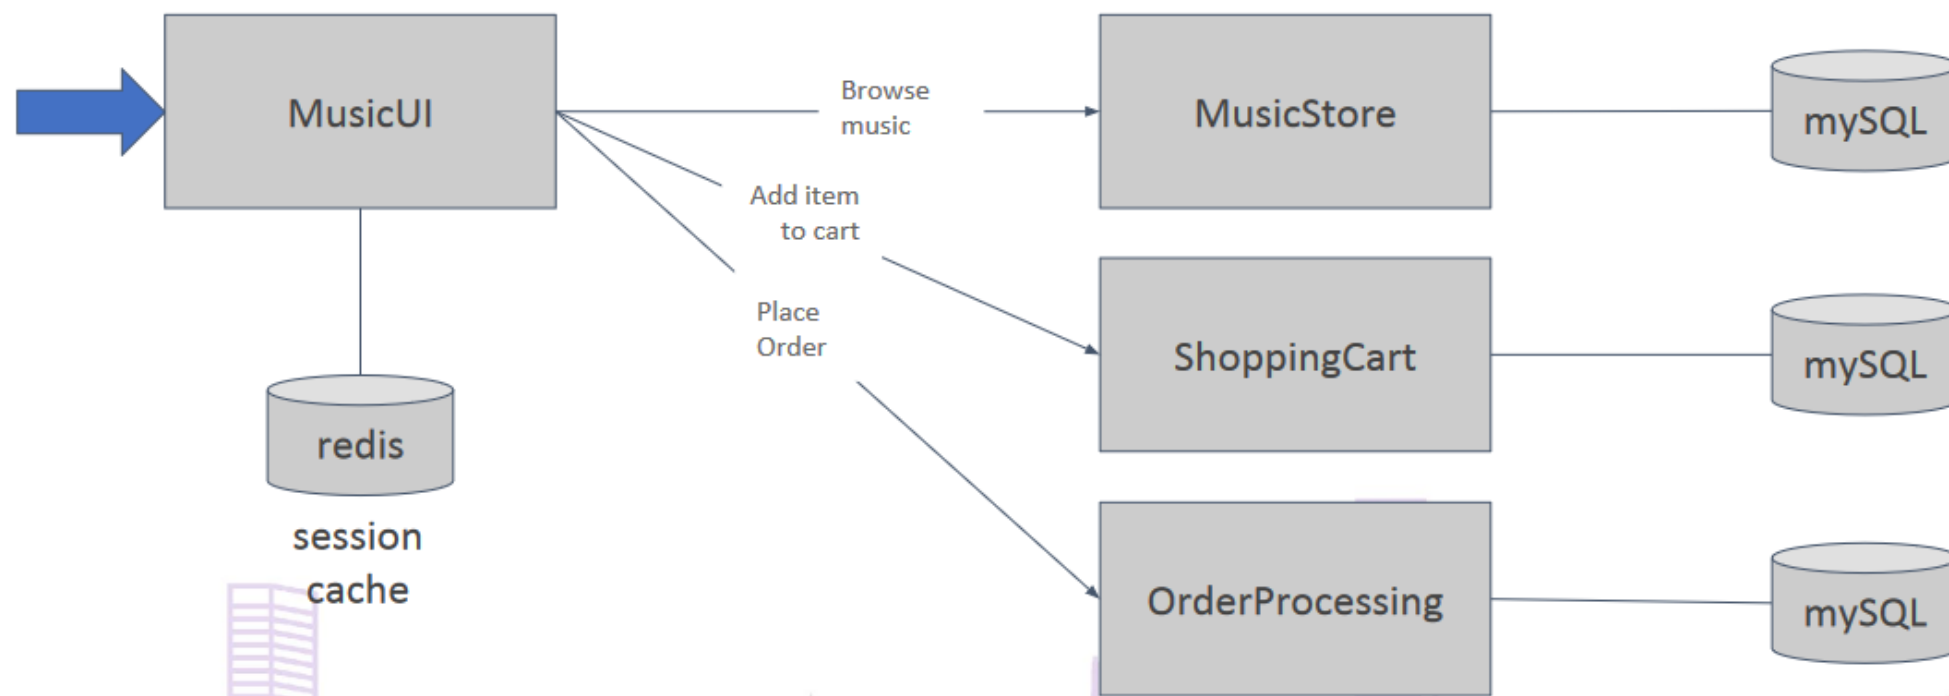 MusicUI
Browse
music
MusicStore
mySQL
Add item
to cart
Place
Order
ShoppingCart
mySQL
redis
session
cache
OrderProcessing
mySQL